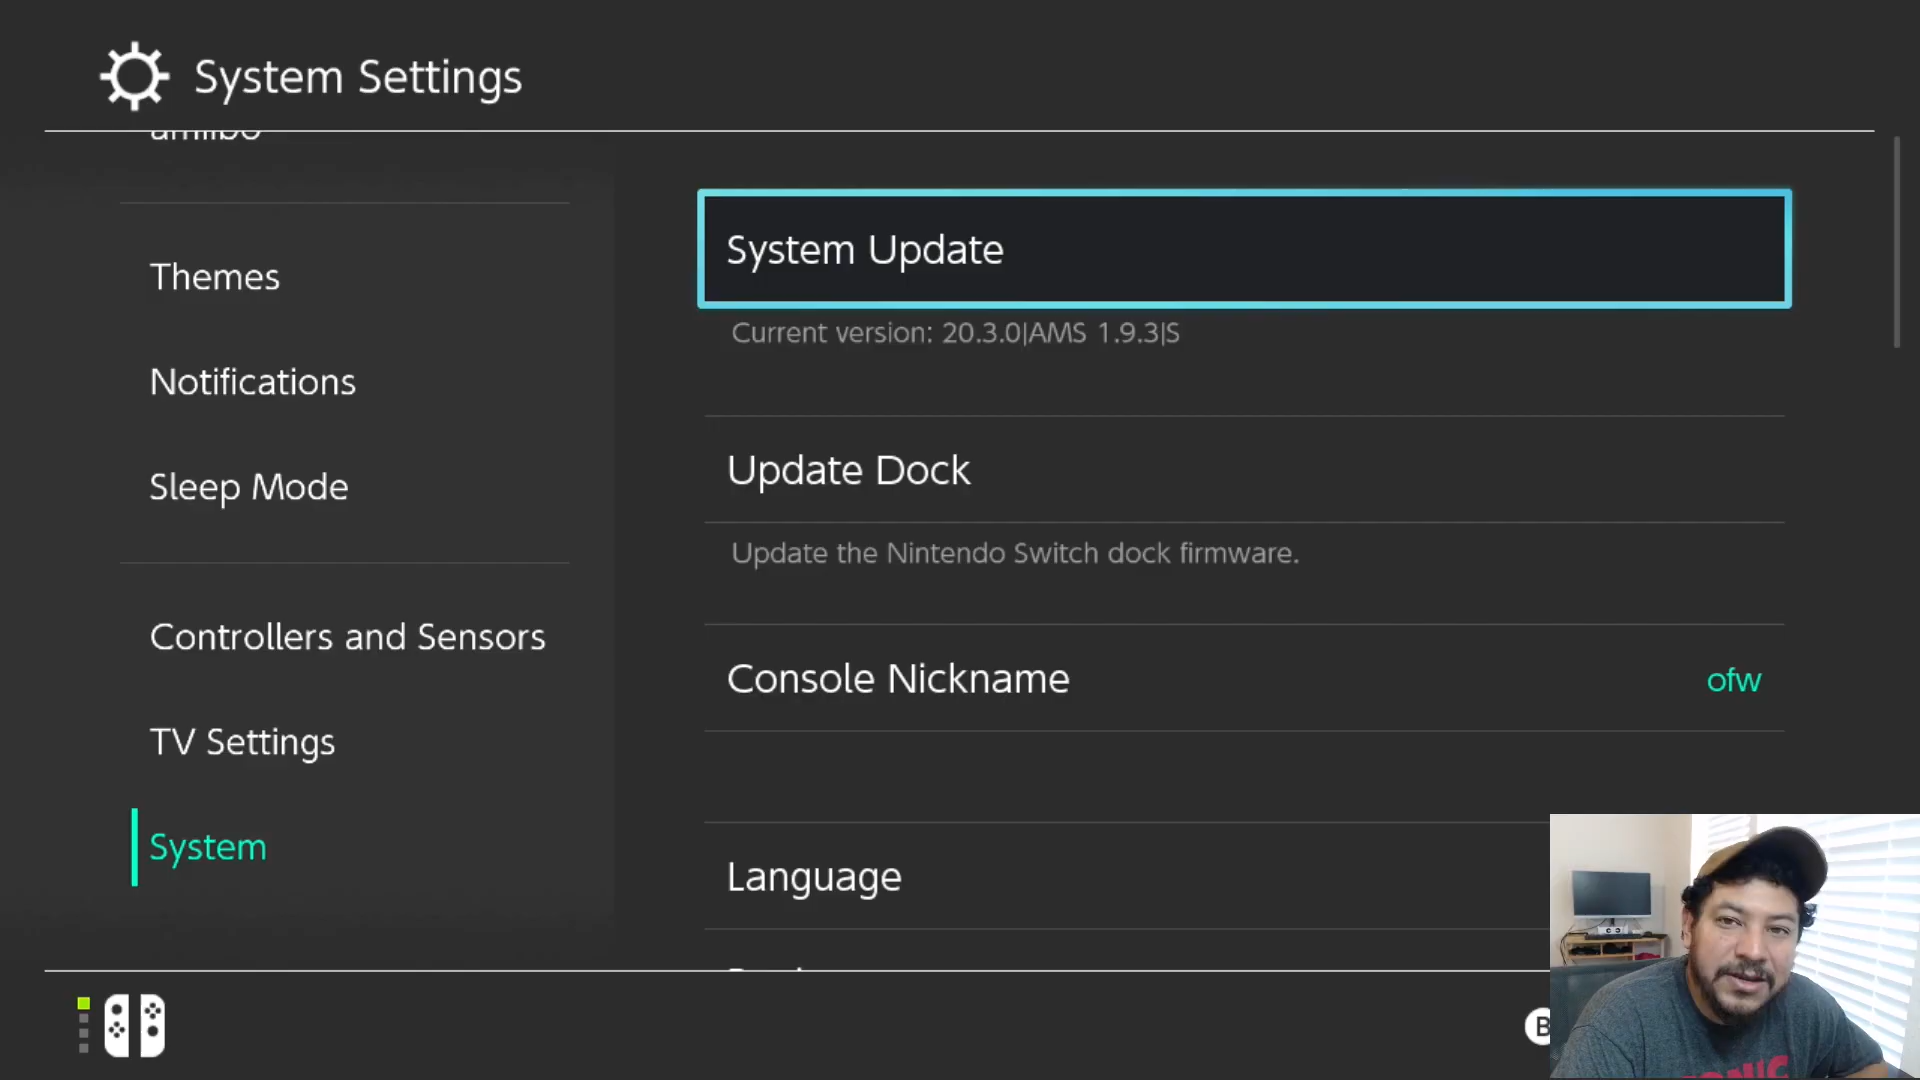 System Settings
amiibo
Themes
Notifications
Sleep Mode
Controllers and Sensors
TV Settings
System
System Update
Current version: 20.3.0|AMS 1.9.3|S
Update Dock
Update the Nintendo Switch dock firmware.
Console Nickname
ofw
Language
B